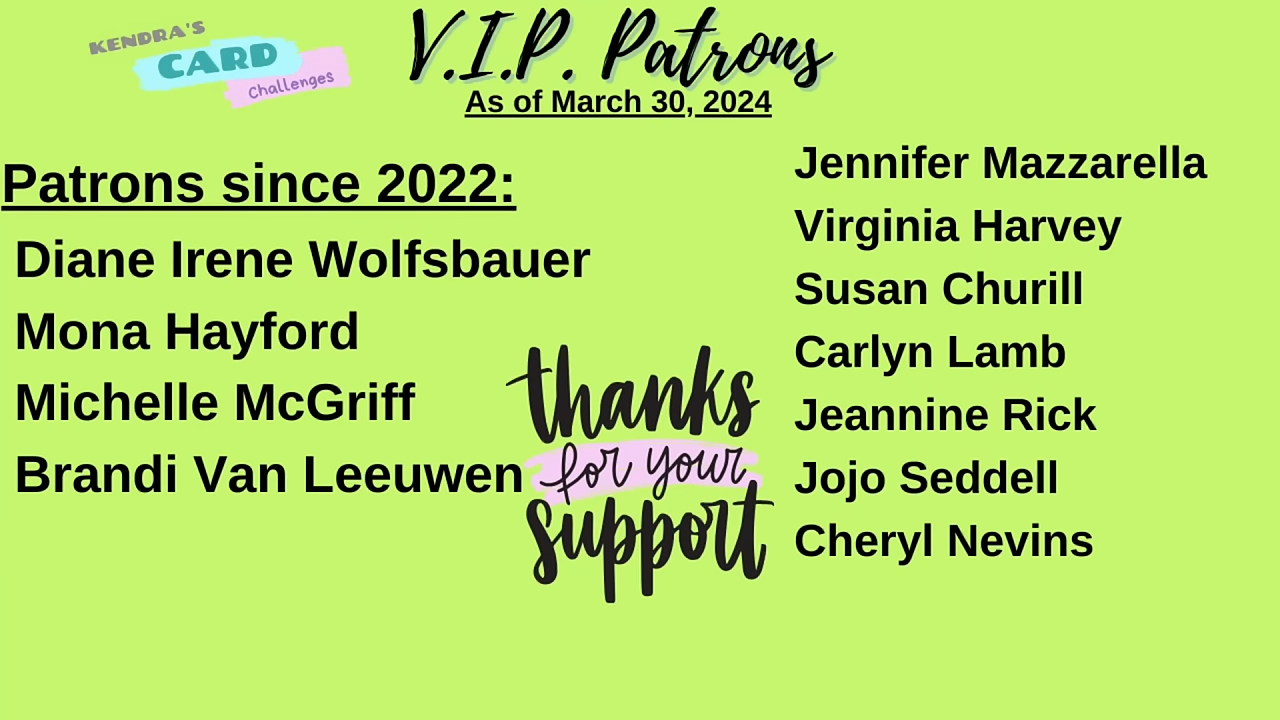 KENDRA'S
CARD
Challenges
V.I.P. Patrons
As of March 30, 2024
Patrons since 2022:
Diane Irene Wolfsbauer
Mona Hayford
Michelle McGriff
Brandi Van Leeuwen
thanks
for your
support
Jennifer Mazzarella
Virginia Harvey
Susan Churill
Carlyn Lamb
Jeannine Rick
Jojo Seddell
Cheryl Nevins